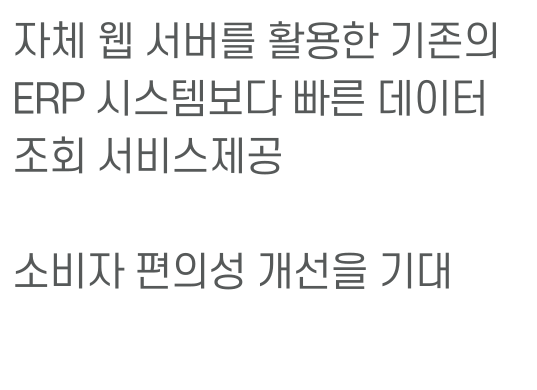 자체 웹 서버를 활용한 기존의
ERP 시스템보다 빠른 데이터
조회 서비스제공
소비자 편의성 개선을 기대